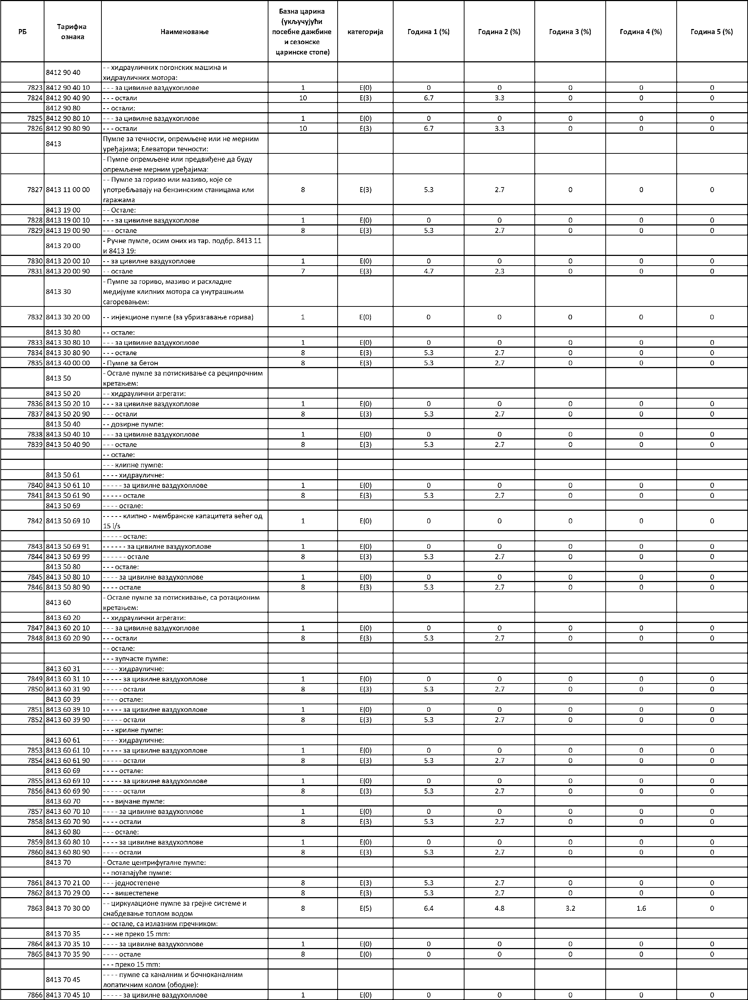 РБ Тарифна ознака Наименовање Базна царина (укључујући посебне дажбине и сезонске царинске стопе) категорија Година 1 (%) Година 2 (%) Година 3 (%) Година 4 (%) Година 5 (%)
8412 90 40 - - хидрауличних погонских машина и
хидрауличних мотора:
7823 8412 90 40 10 - - - за цивилне ваздухоплове 1 E(0) 0 0 0 0 0
7824 8412 90 40 90 - - - остали 10 E(3) 6.7 3.3 0 0 0
8412 90 80 - - остали:
7825 8412 90 80 10 - - - за цивилне ваздухоплове 1 E(0) 0 0 0 0 0
7826 8412 90 80 90 - - - остали 10 E(3) 6.7 3.3 0 0 0
8413 Пумпе за течности, опремљене или не мерним
уређајима; Елеватори течности:
- Пумпе опремљене или предвиђене да буду
опремљене мерним уређајима:
7827 8413 11 00 00 - - Пумпе за гориво или мазиво, које се
употребљавају на бензинским станицама или
гаражама 8 E(3) 5.3 2.7 0 0 0
8413 19 00 - - Остале:
7828 8413 19 00 10 - - - за цивилне ваздухоплове 1 E(0) 0 0 0 0 0
7829 8413 19 00 90 - - - остале 8 E(3) 5.3 2.7 0 0 0
8413 20 00 - Ручне пумпе, осим оних из тар. подбр. 8413 11
и 8413 19:
7830 8413 20 00 10 - - за цивилне ваздухоплове 1 E(0) 0 0 0 0 0
7831 8413 20 00 90 - - остале 7 E(3) 4.7 2.3 0 0 0
8413 30 - Пумпе за гориво, мазиво и расхладне
медијуме клипних мотора са унутрашњим
сагоревањем:
7832 8413 30 20 00 - - инјекционе пумпе (за убризгавање горива) 1 E(0) 0 0 0 0 0
8413 30 80 - - остале:
7833 8413 30 80 10 - - - за цивилне ваздухоплове 1 E(0) 0 0 0 0 0
7834 8413 30 80 90 - - - остале 8 E(3) 5.3 2.7 0 0 0
7835 8413 40 00 00 - Пумпе за бетон 8 E(3) 5.3 2.7 0 0 0
8413 50 - Остале пумпе за потискивање са реципрочним
кретањем:
8413 50 20 - - хидраулични агрегати:
7836 8413 50 20 10 - - - за цивилне ваздухоплове 1 E(0) 0 0 0 0 0
7837 8413 50 20 90 - - - остали 8 E(3) 5.3 2.7 0 0 0
8413 50 40 - - дозирне пумпе:
7838 8413 50 40 10 - - - за цивилне ваздухоплове 1 E(0) 0 0 0 0 0
7839 8413 50 40 90 - - - остале 8 E(3) 5.3 2.7 0 0 0
- - остале:
- - - клипне пумпе:
8413 50 61 - - - - хидрауличне:
7840 8413 50 61 10 - - - - - за цивилне ваздухоплове 1 E(0) 0 0 0 0 0
7841 8413 50 61 90 - - - - - остале 8 E(3) 5.3 2.7 0 0 0
8413 50 69 - - - - остале:
7842 8413 50 69 10 - - - - - клипно - мембранске капацитета већег од
15 l/s 1 E(0) 0 0 0 0 0
- - - - - остале:
7843 8413 50 69 91 - - - - - - за цивилне ваздухоплове 1 E(0) 0 0 0 0 0
7844 8413 50 69 99 - - - - - - остале 8 E(3) 5.3 2.7 0 0 0
8413 50 80 - - - остале:
7845 8413 50 80 10 - - - - за цивилне ваздухоплове 1 E(0) 0 0 0 0 0
7846 8413 50 80 90 - - - - остале 8 E(3) 5.3 2.7 0 0 0
8413 60 - Остале пумпе за потискивање, са ротационим
кретањем:
8413 60 20 - - хидраулични агрегати:
7847 8413 60 20 10 - - - за цивилне ваздухоплове 1 E(0) 0 0 0 0 0
7848 8413 60 20 90 - - - остали 8 E(3) 5.3 2.7 0 0 0
- - остале:
- - - зупчасте пумпе:
8413 60 31 - - - - хидрауличне:
7849 8413 60 31 10 - - - - - за цивилне ваздухоплове 1 E(0) 0 0 0 0 0
7850 8413 60 31 90 - - - - - остали 8 E(3) 5.3 2.7 0 0 0
8413 60 39 - - - - остале:
7851 8413 60 39 10 - - - - - за цивилне ваздухоплове 1 E(0) 0 0 0 0 0
7852 8413 60 39 90 - - - - - остали 8 E(3) 5.3 2.7 0 0 0
- - - крилне пумпе:
8413 60 61 - - - - хидрауличне:
7853 8413 60 61 10 - - - - - за цивилне ваздухоплове 1 E(0) 0 0 0 0 0
7854 8413 60 61 90 - - - - - остали 8 E(3) 5.3 2.7 0 0 0
8413 60 69 - - - - остале:
7855 8413 60 69 10 - - - - - за цивилне ваздухоплове 1 E(0) 0 0 0 0 0
7856 8413 60 69 90 - - - - - остали 8 E(3) 5.3 2.7 0 0 0
8413 60 70 - - - вијчане пумпе:
7857 8413 60 70 10 - - - - за цивилне ваздухоплове 1 E(0) 0 0 0 0 0
7858 8413 60 70 90 - - - - остали 8 E(3) 5.3 2.7 0 0 0
8413 60 80 - - - остале:
7859 8413 60 80 10 - - - - за цивилне ваздухоплове 1 E(0) 0 0 0 0 0
7860 8413 60 80 90 - - - - остали 8 E(3) 5.3 2.7 0 0 0
8413 70 - Остале центрифугалне пумпе:
- - потапајуће пумпе:
7861 8413 70 21 00 - - - једностепене 8 E(3) 5.3 2.7 0 0 0
7862 8413 70 29 00 - - - вишестепене 8 E(3) 5.3 2.7 0 0 0
7863 8413 70 30 00 - - циркулационе пумпе за грејне системе и
снабдевање топлом водом 8 E(5) 6.4 4.8 3.2 1.6 0
- - остале, са излазним пречником:
8413 70 35 - - - не преко 15 mm:
7864 8413 70 35 10 - - - - за цивилне ваздухоплове 1 E(0) 0 0 0 0 0
7865 8413 70 35 90 - - - - остале 8 E(0) 0 0 0 0 0
- - - преко 15 mm:
8413 70 45 - - - - пумпе са каналним и бочноканалним
лопатичним колом (ободне):
7866 8413 70 45 10 - - - - - за цивилне ваздухоплове 1 E(0) 0 0 0 0 0